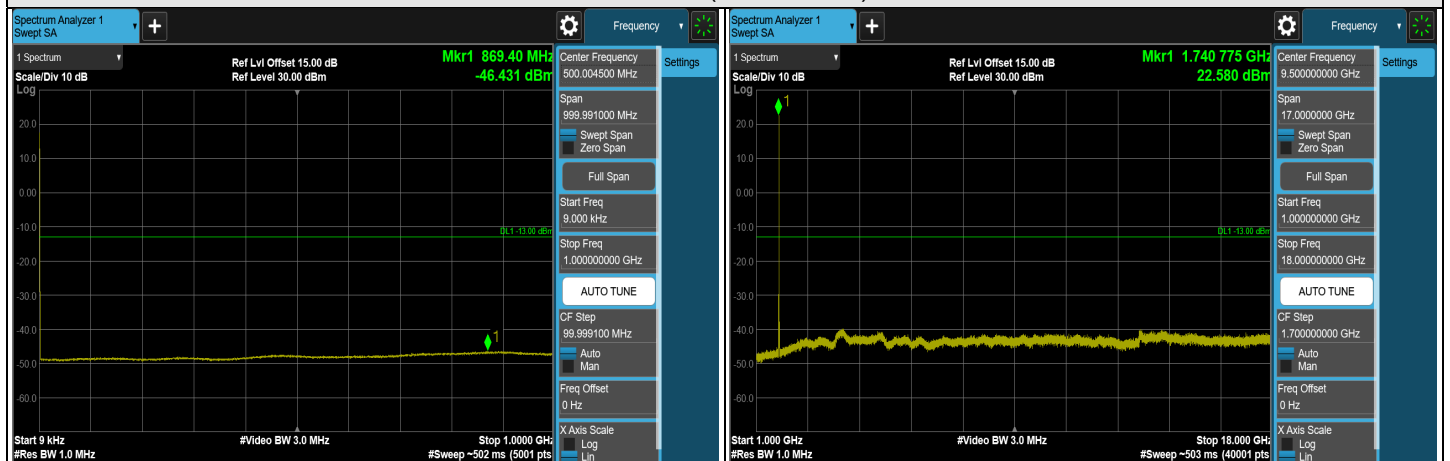 Spectrum Analyzer 1
Swept SA
+
Frequency
1 Spectrum
Scale/Div 10 dB
Log
Ref Lvl Offset 15.00 dB
Ref Level 30.00 dBm
Mkr1 869.40 MHz
-46.431 dBm
20.0
10.0
0.00
-10.0
-20.0
-30.0
-40.0
-50.0
-60.0
DL1 -13.00 dBm
1
Start 9 kHz
#Res BW 1.0 MHz
#Video BW 3.0 MHz
Stop 1.0000 GHz
#Sweep ~502 ms (5001 pts
Center Frequency
500.004500 MHz
Span
999.991000 MHz
Swept Span
Zero Span
Full Span
Start Freq
9.000 kHz
Stop Freq
1.000000000 GHz
AUTO TUNE
CF Step
99.999100 MHz
Auto
Man
Freq Offset
0 Hz
X Axis Scale
Log
Lin
Settings
Spectrum Analyzer 1
Swept SA
+
Frequency
1 Spectrum
Scale/Div 10 dB
Log
Ref Lvl Offset 15.00 dB
Ref Level 30.00 dBm
Mkr1 1.740 775 GHz
22.580 dBm
1
20.0
10.0
0.00
-10.0
-20.0
-30.0
-40.0
-50.0
-60.0
DL1 -13.00 dBm
Start 1.000 GHz
#Res BW 1.0 MHz
#Video BW 3.0 MHz
Stop 18.000 GHz
#Sweep ~503 ms (40001 pts
Center Frequency
9.500000000 GHz
Span
17.0000000 GHz
Swept Span
Zero Span
Full Span
Start Freq
1.000000000 GHz
Stop Freq
18.000000000 GHz
AUTO TUNE
CF Step
1.700000000 GHz
Auto
Man
Freq Offset
0 Hz
X Axis Scale
Log
Lin
Settings